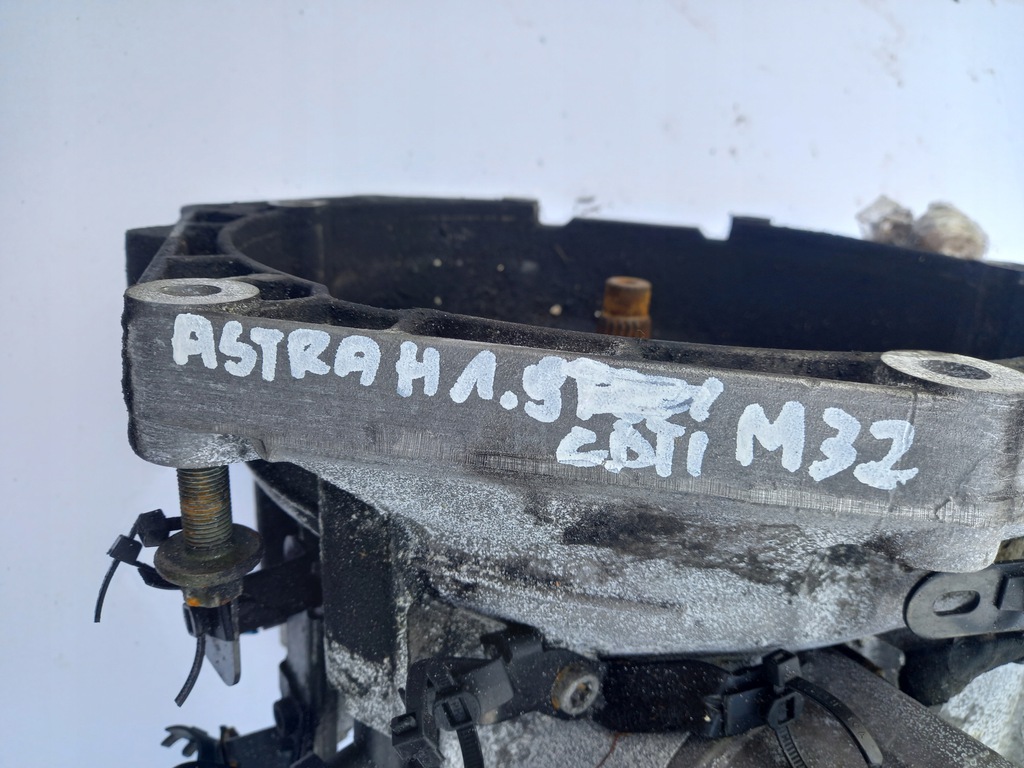 ASTRA H 1.9 M32
CDTI